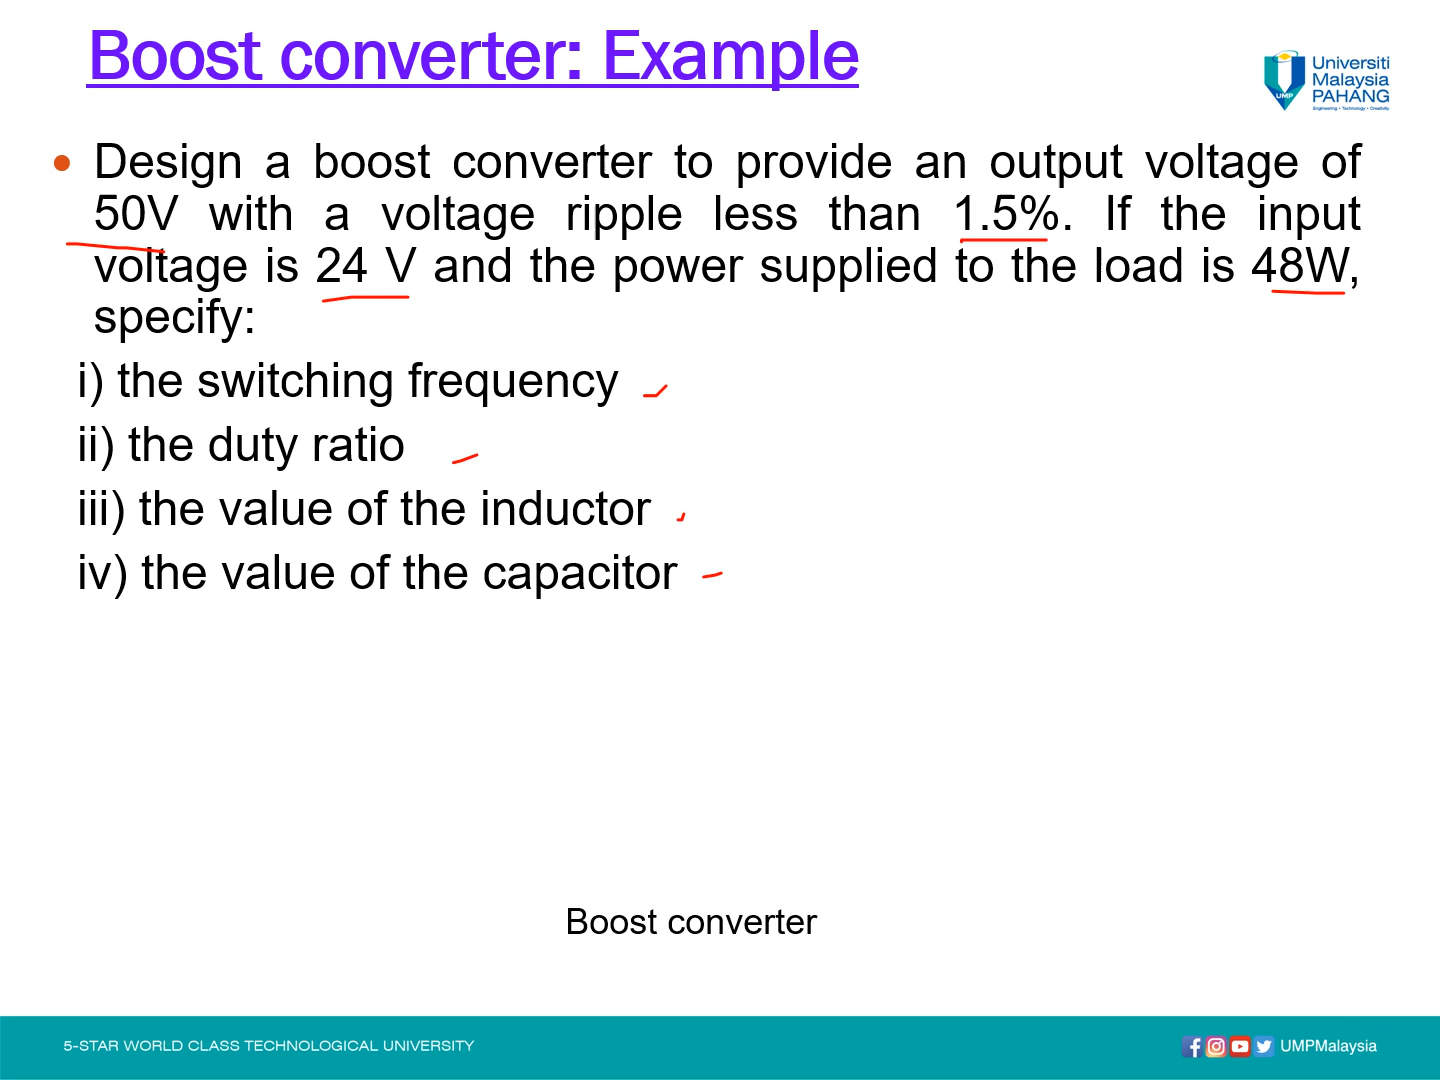 Boost converter: Example
Universiti
Malaysia
PAHANG
Engineering • Technology • Creativity
UMP
• Design a boost converter to provide an output voltage of
50V with a voltage ripple less than 1.5%. If the input
voltage is 24 V and the power supplied to the load is 48W,
specify:
i) the switching frequency
ii) the duty ratio
iii) the value of the inductor
iv) the value of the capacitor
Boost converter
5-STAR WORLD CLASS TECHNOLOGICAL UNIVERSITY
UMPMalaysia